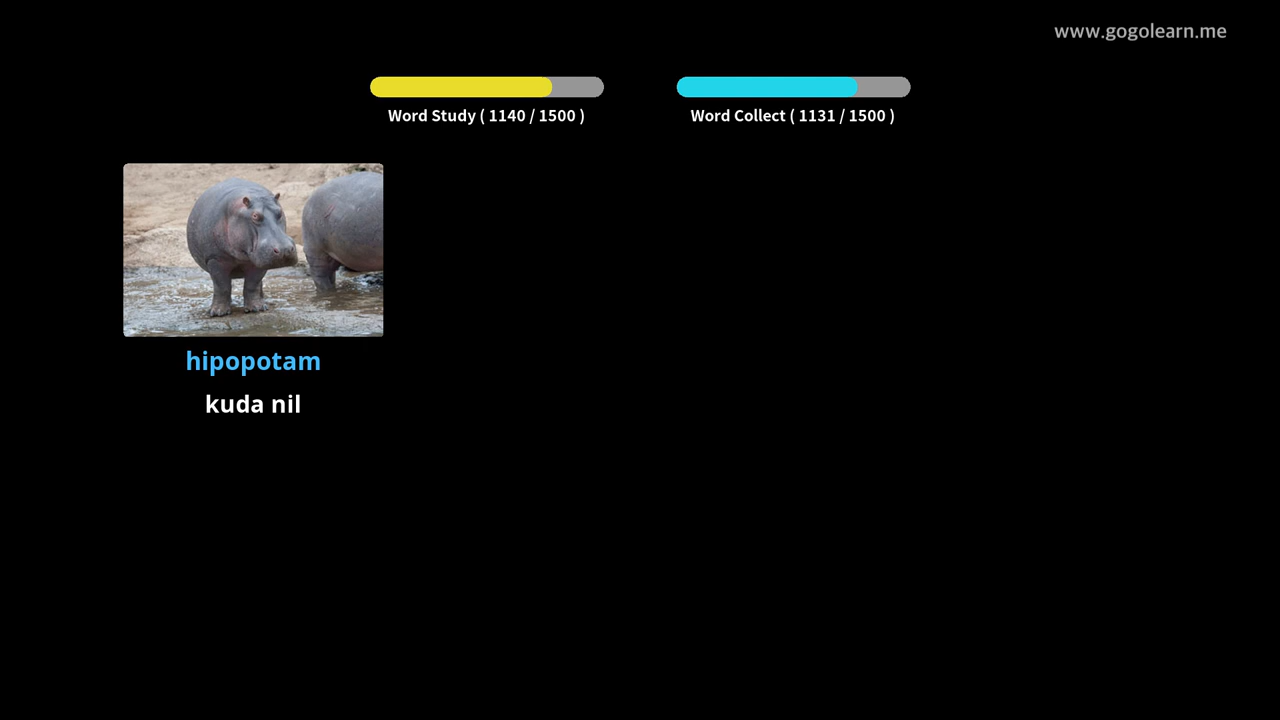 www.gogolearn.me
Word Study ( 1140 / 1500 )
Word Collect ( 1131 / 1500 )
hipopotam
kuda nil